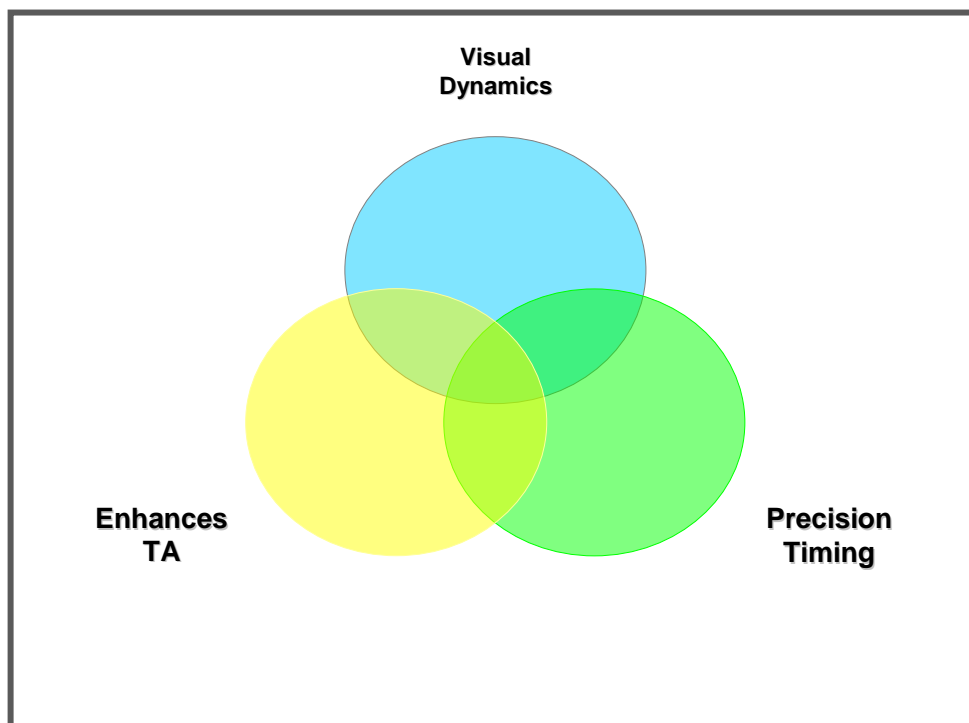 Visual
Dynamics
Enhances
TA
Precision
Timing